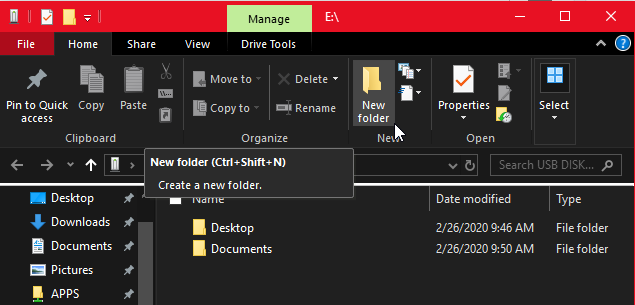 Manage E:\
File Home Share View Drive Tools
Pin to Quick access
Copy
Paste
Move to
Copy to
Delete
Rename
New folder
Properties
Select
Clipboard Organize New Open
Search USB DISK...
New folder (Ctrl+Shift+N)
Create a new folder.
Name Date modified Type
Desktop
Downloads
Documents
Pictures
APPS
Desktop 2/26/2020 9:46 AM File folder
Documents 2/26/2020 9:50 AM File folder